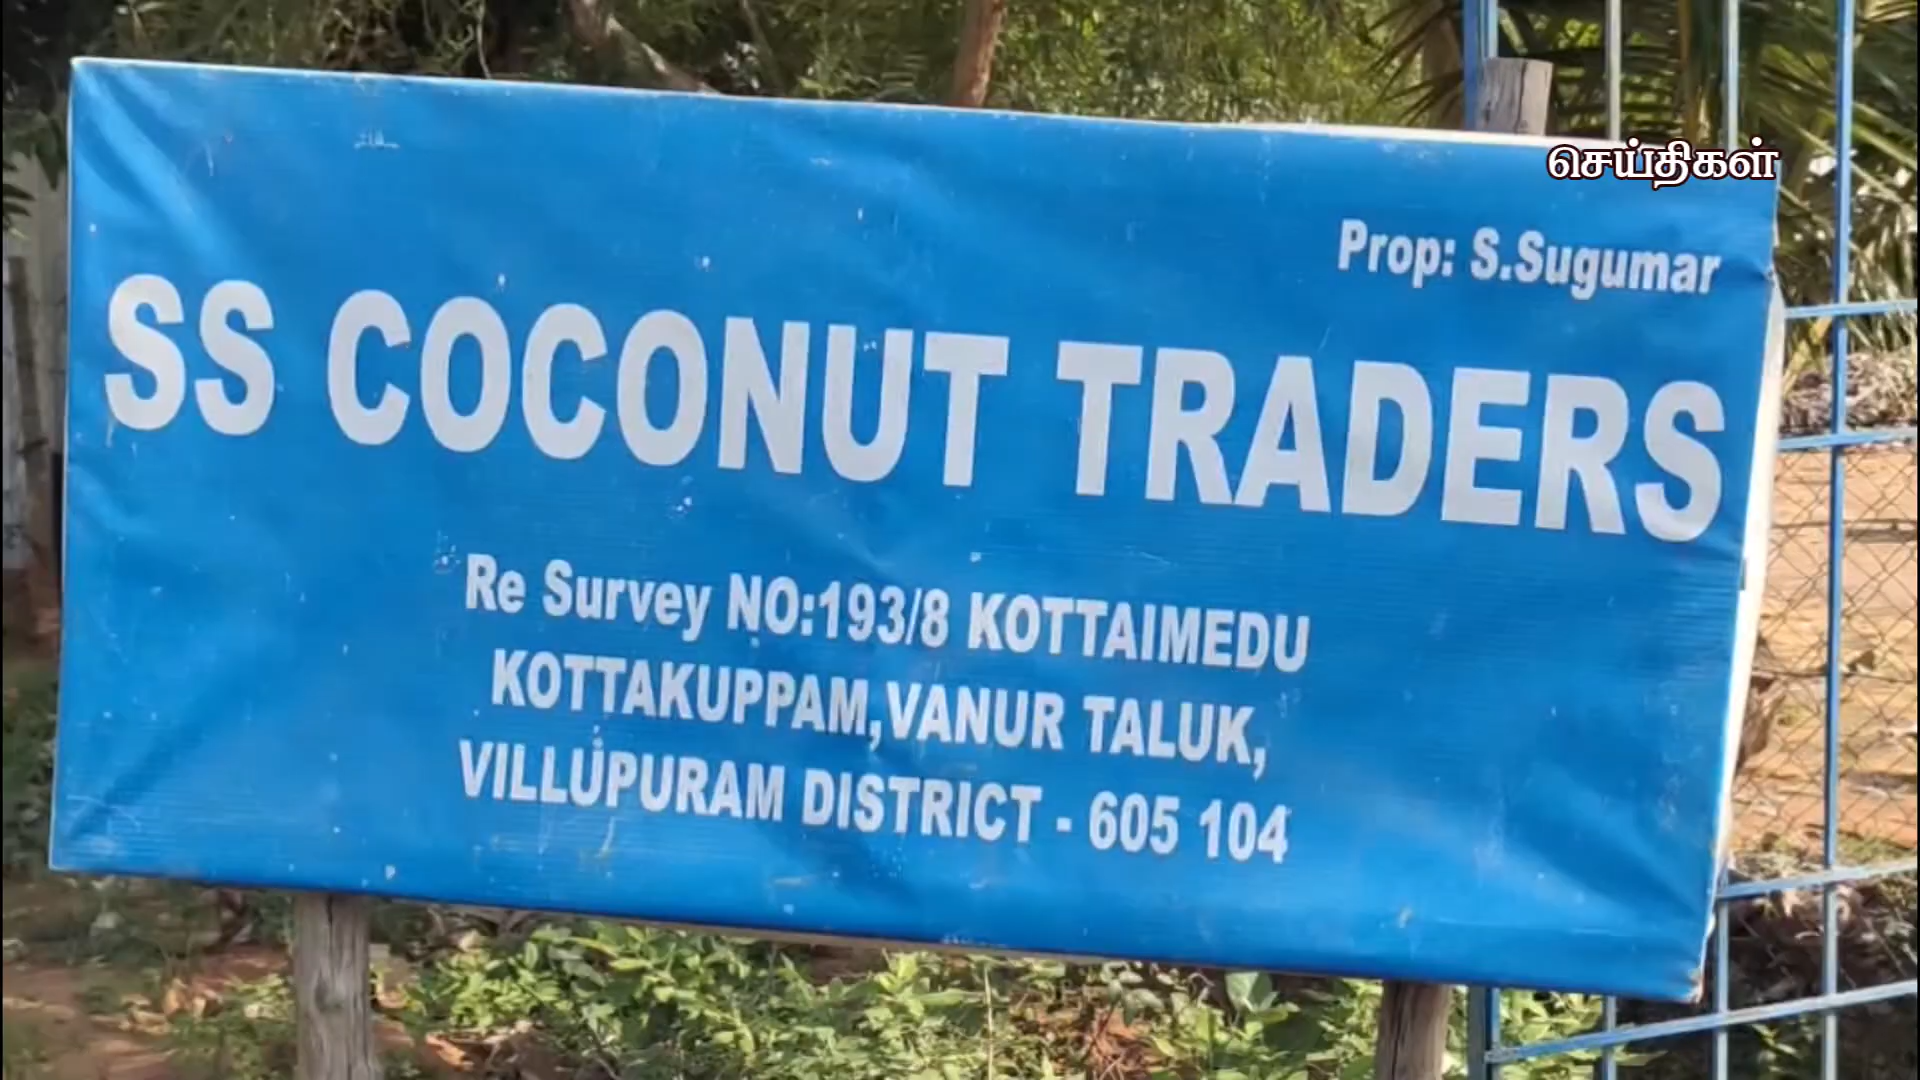 செய்திகள்
Prop: S.Sugumar
SS COCONUT TRADERS
Re Survey NO:193/8 KOTTAIMEDU
KOTTAKUPPAM,VANUR TALUK,
VILLUPURAM DISTRICT - 605 104